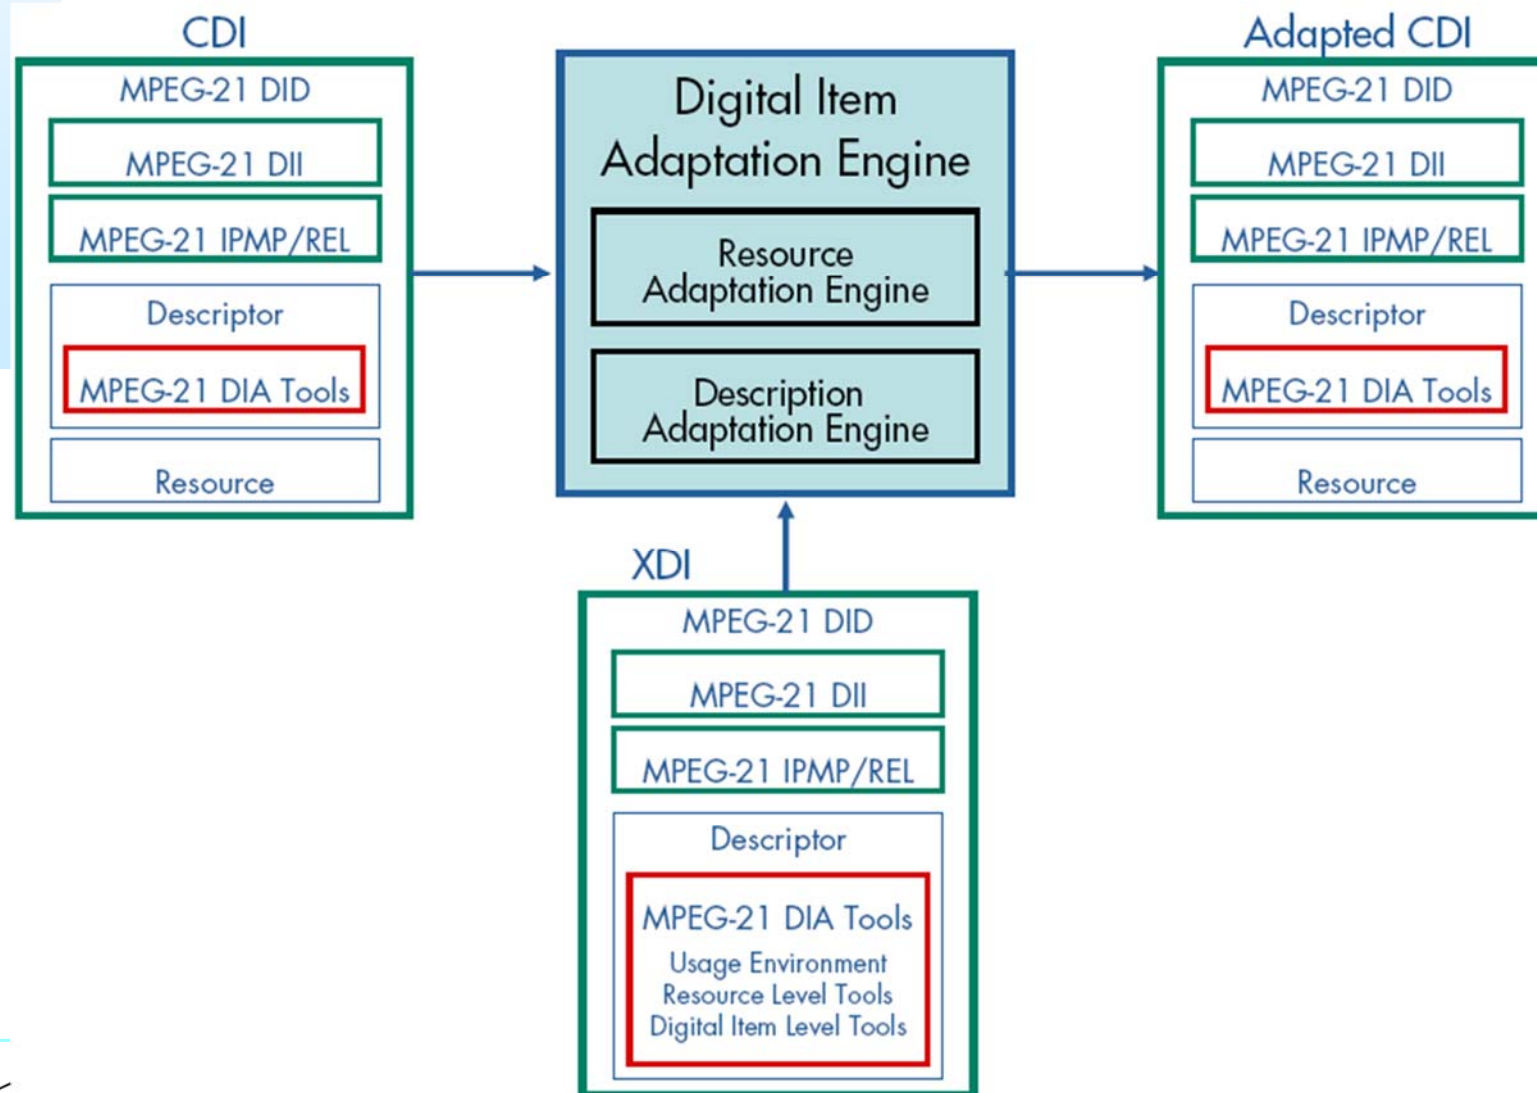 CDI
MPEG-21 DID
MPEG-21 DII
MPEG-21 IPMP/REL
Descriptor
MPEG-21 DIA Tools
Resource
Digital Item
Adaptation Engine
Resource
Adaptation Engine
Description
Adaptation Engine
Adapted CDI
MPEG-21 DID
MPEG-21 DII
MPEG-21 IPMP/REL
Descriptor
MPEG-21 DIA Tools
Resource
XDI
MPEG-21 DID
MPEG-21 DII
MPEG-21 IPMP/REL
Descriptor
MPEG-21 DIA Tools
Usage Environment
Resource Level Tools
Digital Item Level Tools